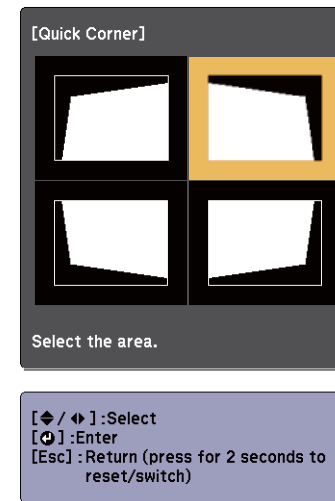 [Quick Corner]
Select the area.
[ / ] :Select
[ ] :Enter
[Esc] : Return (press for 2 seconds to
reset/switch)